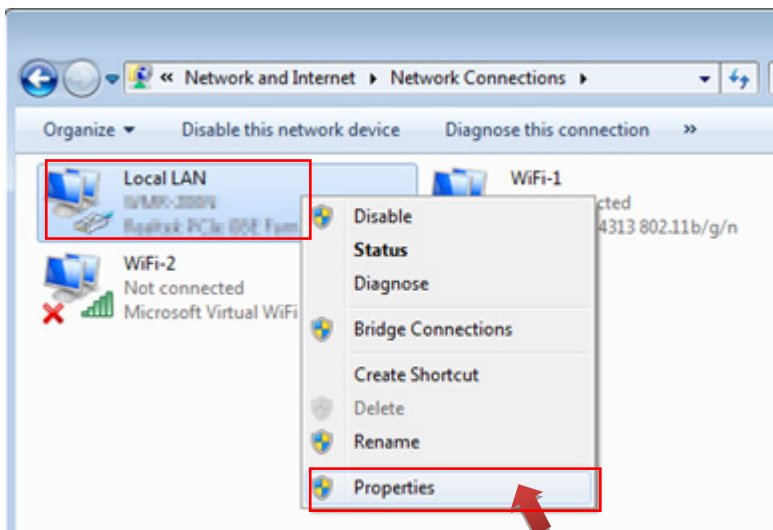 « Network and Internet ▸ Network Connections ▸
Organize ▾ Disable this network device Diagnose this connection »
Local LAN
WiFi-1
cted
4313 802.11b/g/n
WiFi-2
Not connected
Microsoft Virtual WiFi
Disable
Status
Diagnose
Bridge Connections
Create Shortcut
Delete
Rename
Properties